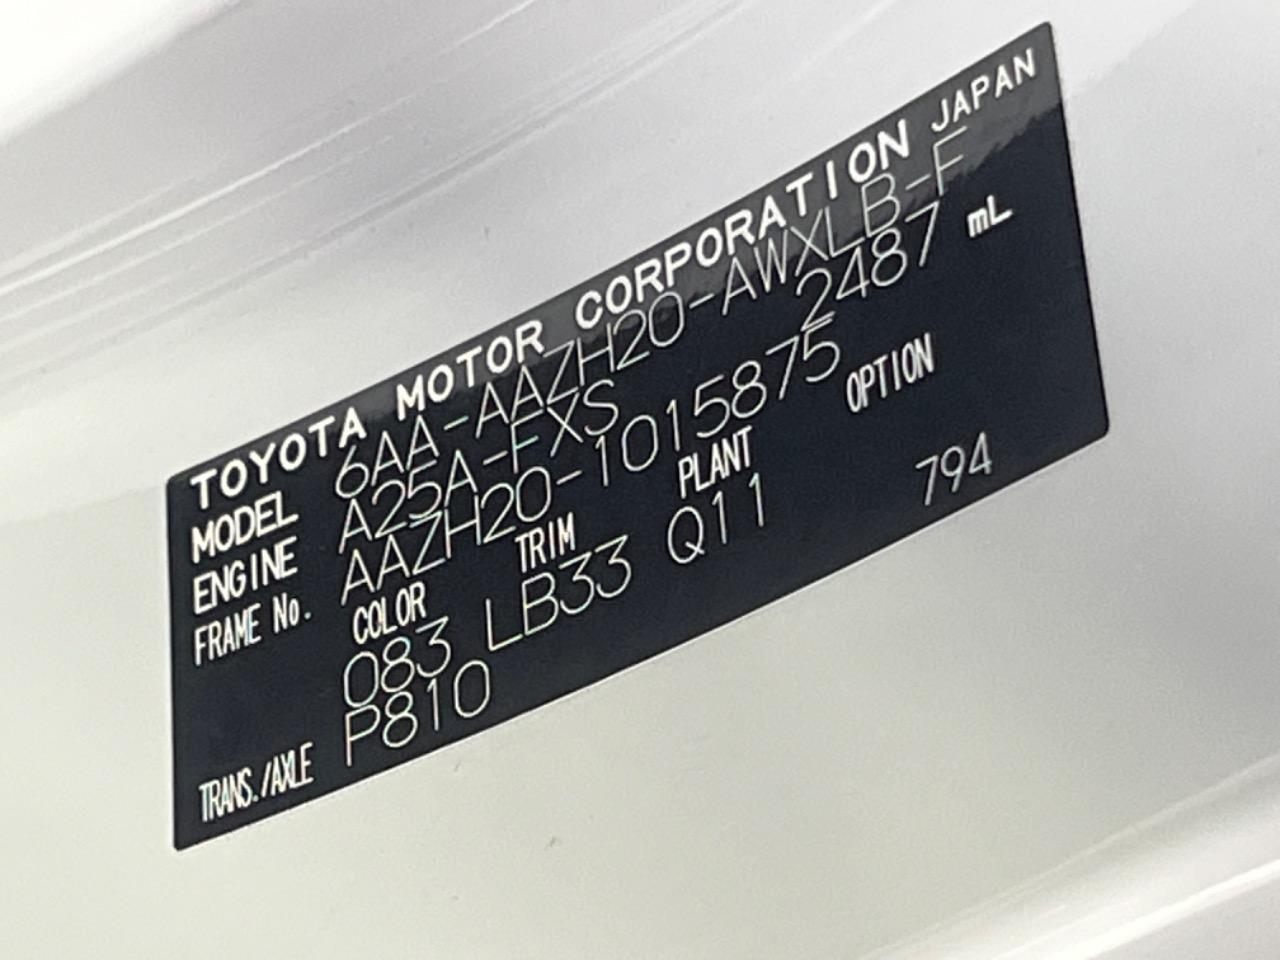 TOYOTA MOTOR CORPORATION JAPAN
MODEL 6AA-AAZH20-AWXLB-F
ENGINE A25A-FXS 2487 mL
FRAME No. AAZH20-1015875
COLOR TRIM PLANT OPTION
083 LB33 Q11 794
TRANS./AXLE P810